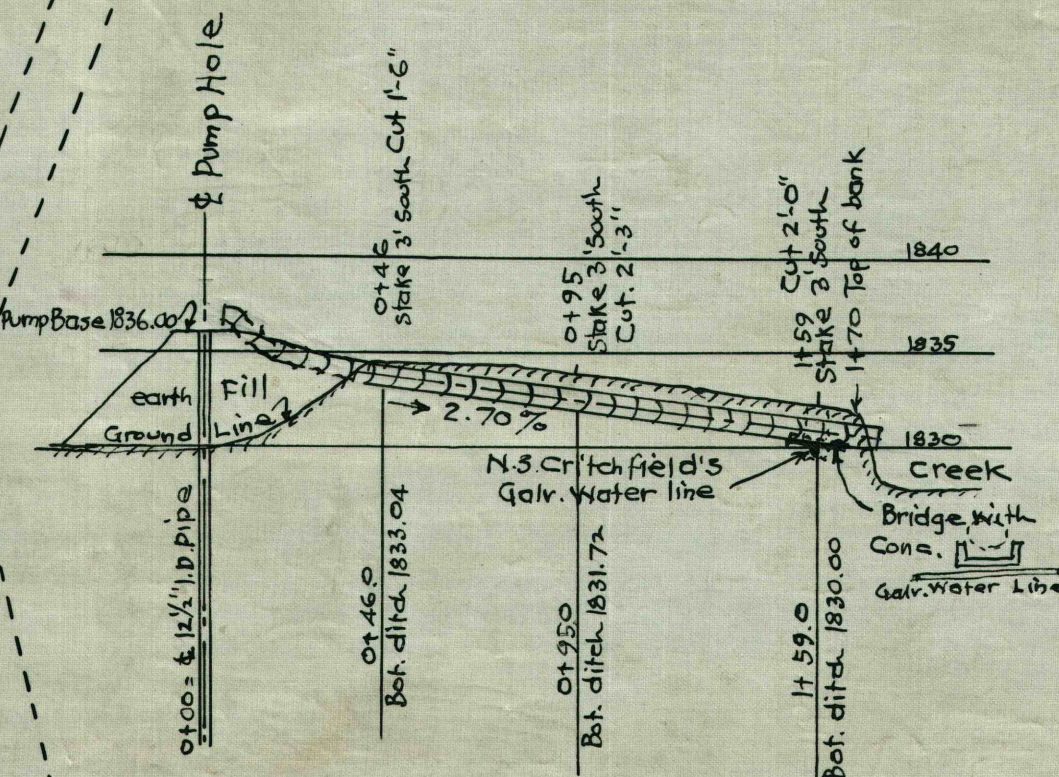 ℄ Pump Hole
0+46
Stake 3' South Cut 1'-6"
0+95
Stake 3' South
Cut. 2'-3"
1+59 Cut 2'-0"
Stake 3' South
1+70 Top of bank
1840
Pump Base 1836.00
1835
earth Fill
Ground Line
2.70%
1830
N.S. Critchfield's
Galv. Water line
Creek
Bridge with
Conc.
Galv. Water Line
0+00 = ℄ 12½" I.D. Pipe
0+46.0
Bot. ditch 1833.04
0+95.0
Bot. ditch 1831.72
1+59.0
Bot. ditch 1830.00